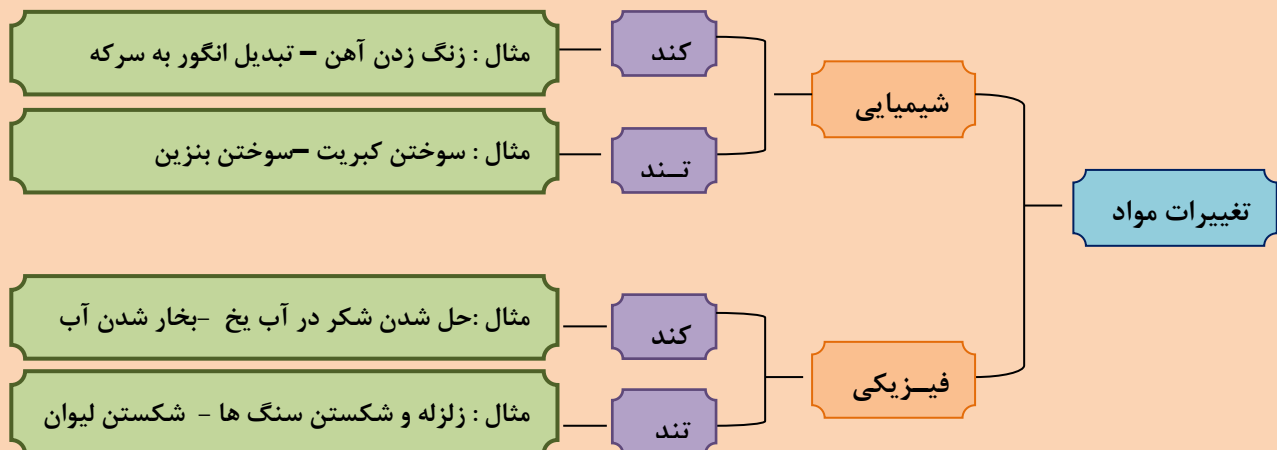 تغییرات مواد
شیمیایی
کند
مثال : زنگ زدن آهن – تبدیل انگور به سرکه
تــند
مثال : سوختن کبریت –سوختن بنزین
فیــزیکی
کند
مثال :حل شدن شکر در آب یخ –بخار شدن آب
تند
مثال : زلزله و شکستن سنگ ها – شکستن لیوان